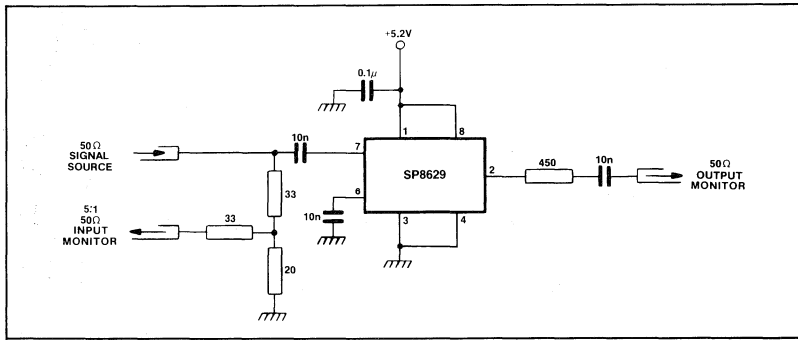 +5.2V
0.1μ
50Ω
SIGNAL
SOURCE
10n
7
1
8
SP8629
2
450
10n
50Ω
OUTPUT
MONITOR
33
6
10n
3
4
5:1
50Ω
INPUT
MONITOR
33
20